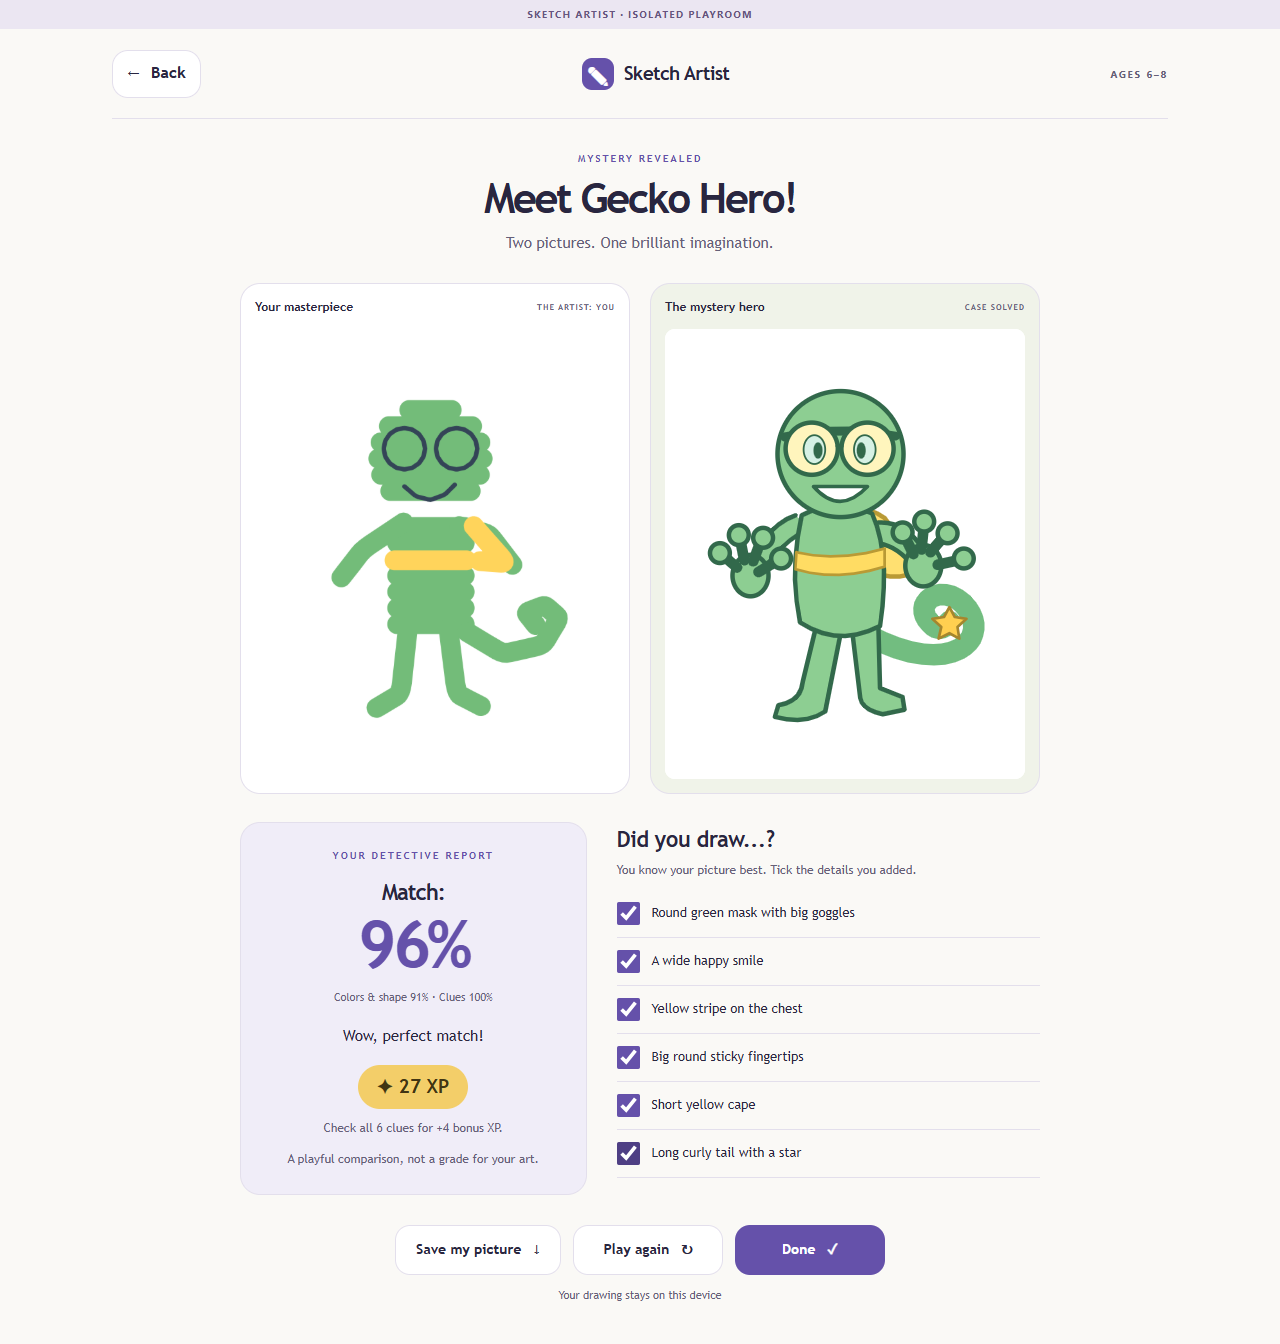 SKETCH ARTIST · ISOLATED PLAYROOM
← Back
Sketch Artist
AGES 6–8
MYSTERY REVEALED
Meet Gecko Hero!
Two pictures. One brilliant imagination.
Your masterpiece
THE ARTIST: YOU
The mystery hero
CASE SOLVED
YOUR DETECTIVE REPORT
Match:
96%
Colors & shape 91% · Clues 100%
Wow, perfect match!
✦ 27 XP
Check all 6 clues for +4 bonus XP.
A playful comparison, not a grade for your art.
Did you draw...?
You know your picture best. Tick the details you added.
Round green mask with big goggles
A wide happy smile
Yellow stripe on the chest
Big round sticky fingertips
Short yellow cape
Long curly tail with a star
Save my picture ↓
Play again ↻
Done ✓
Your drawing stays on this device